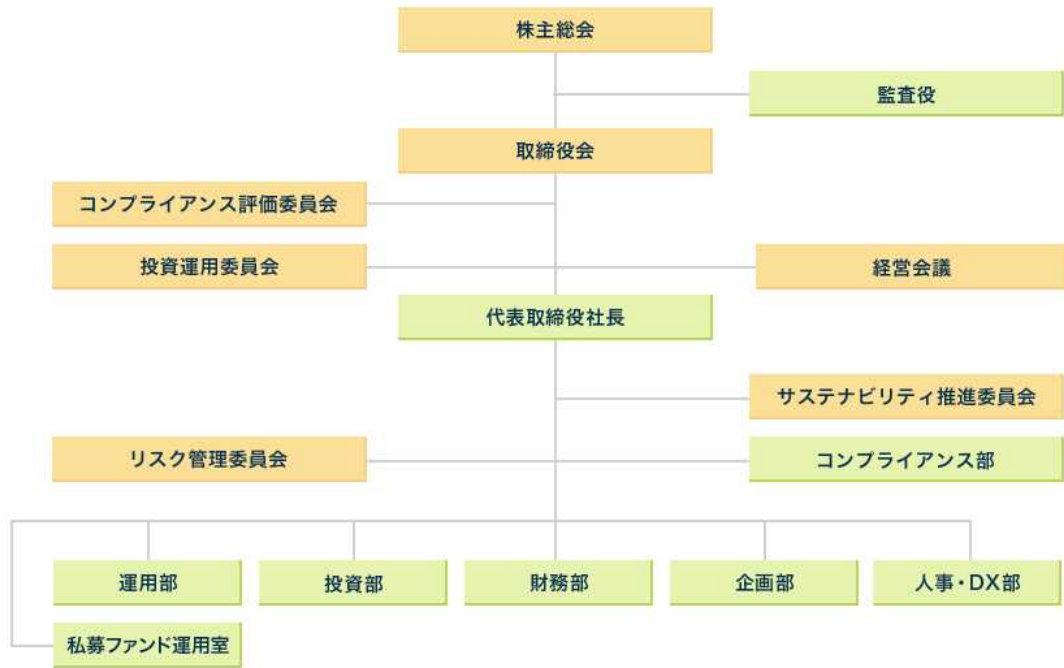 株主総会
監査役
取締役会
コンプライアンス評価委員会
投資運用委員会
経営会議
代表取締役社長
サステナビリティ推進委員会
リスク管理委員会
コンプライアンス部
運用部
投資部
財務部
企画部
人事・DX部
私募ファンド運用室